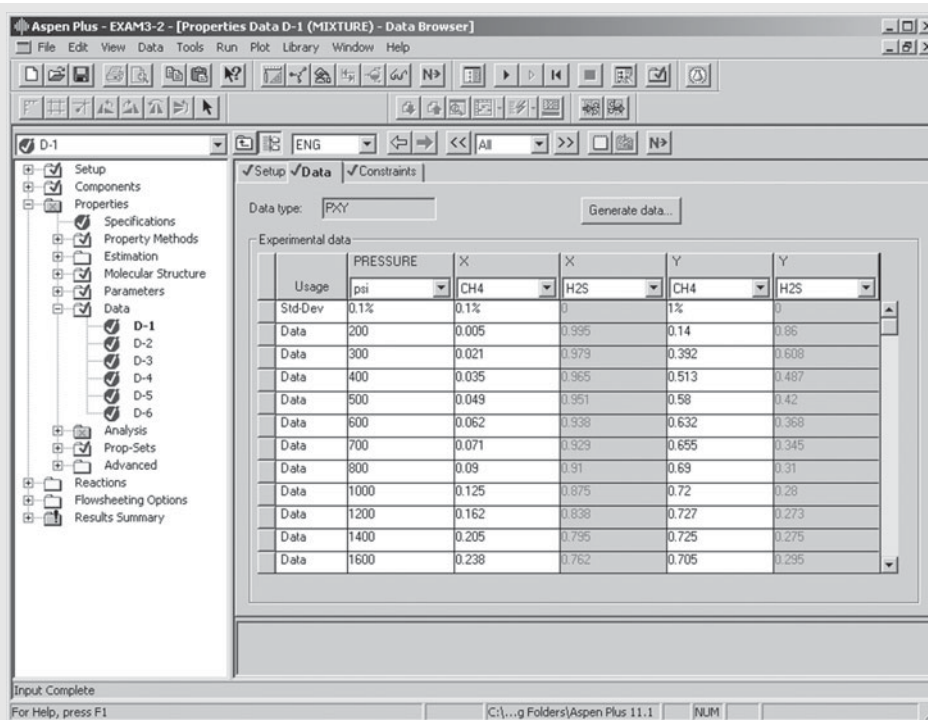 Aspen Plus - EXAM3-2 - [Properties Data D-1 (MIXTURE) - Data Browser]
File Edit View Data Tools Run Plot Library Window Help
N>
D-1
ENG
<< All >>
N>
Setup
Components
Properties
Specifications
Property Methods
Estimation
Molecular Structure
Parameters
Data
D-1
D-2
D-3
D-4
D-5
D-6
Analysis
Prop-Sets
Advanced
Reactions
Flowsheeting Options
Results Summary
Setup Data Constraints
Data type: PXY Generate data...
Experimental data
PRESSURE X X Y Y
Usage psi CH4 H2S CH4 H2S
Std-Dev 0.1% 0.1% 0 1% 0
Data 200 0.005 0.995 0.14 0.86
Data 300 0.021 0.979 0.392 0.608
Data 400 0.035 0.965 0.513 0.487
Data 500 0.049 0.951 0.58 0.42
Data 600 0.062 0.938 0.632 0.368
Data 700 0.071 0.929 0.655 0.345
Data 800 0.09 0.91 0.69 0.31
Data 1000 0.125 0.875 0.72 0.28
Data 1200 0.162 0.838 0.727 0.273
Data 1400 0.205 0.795 0.725 0.275
Data 1600 0.238 0.762 0.705 0.295
Input Complete
For Help, press F1 C:\...g Folders\Aspen Plus 11.1 NUM